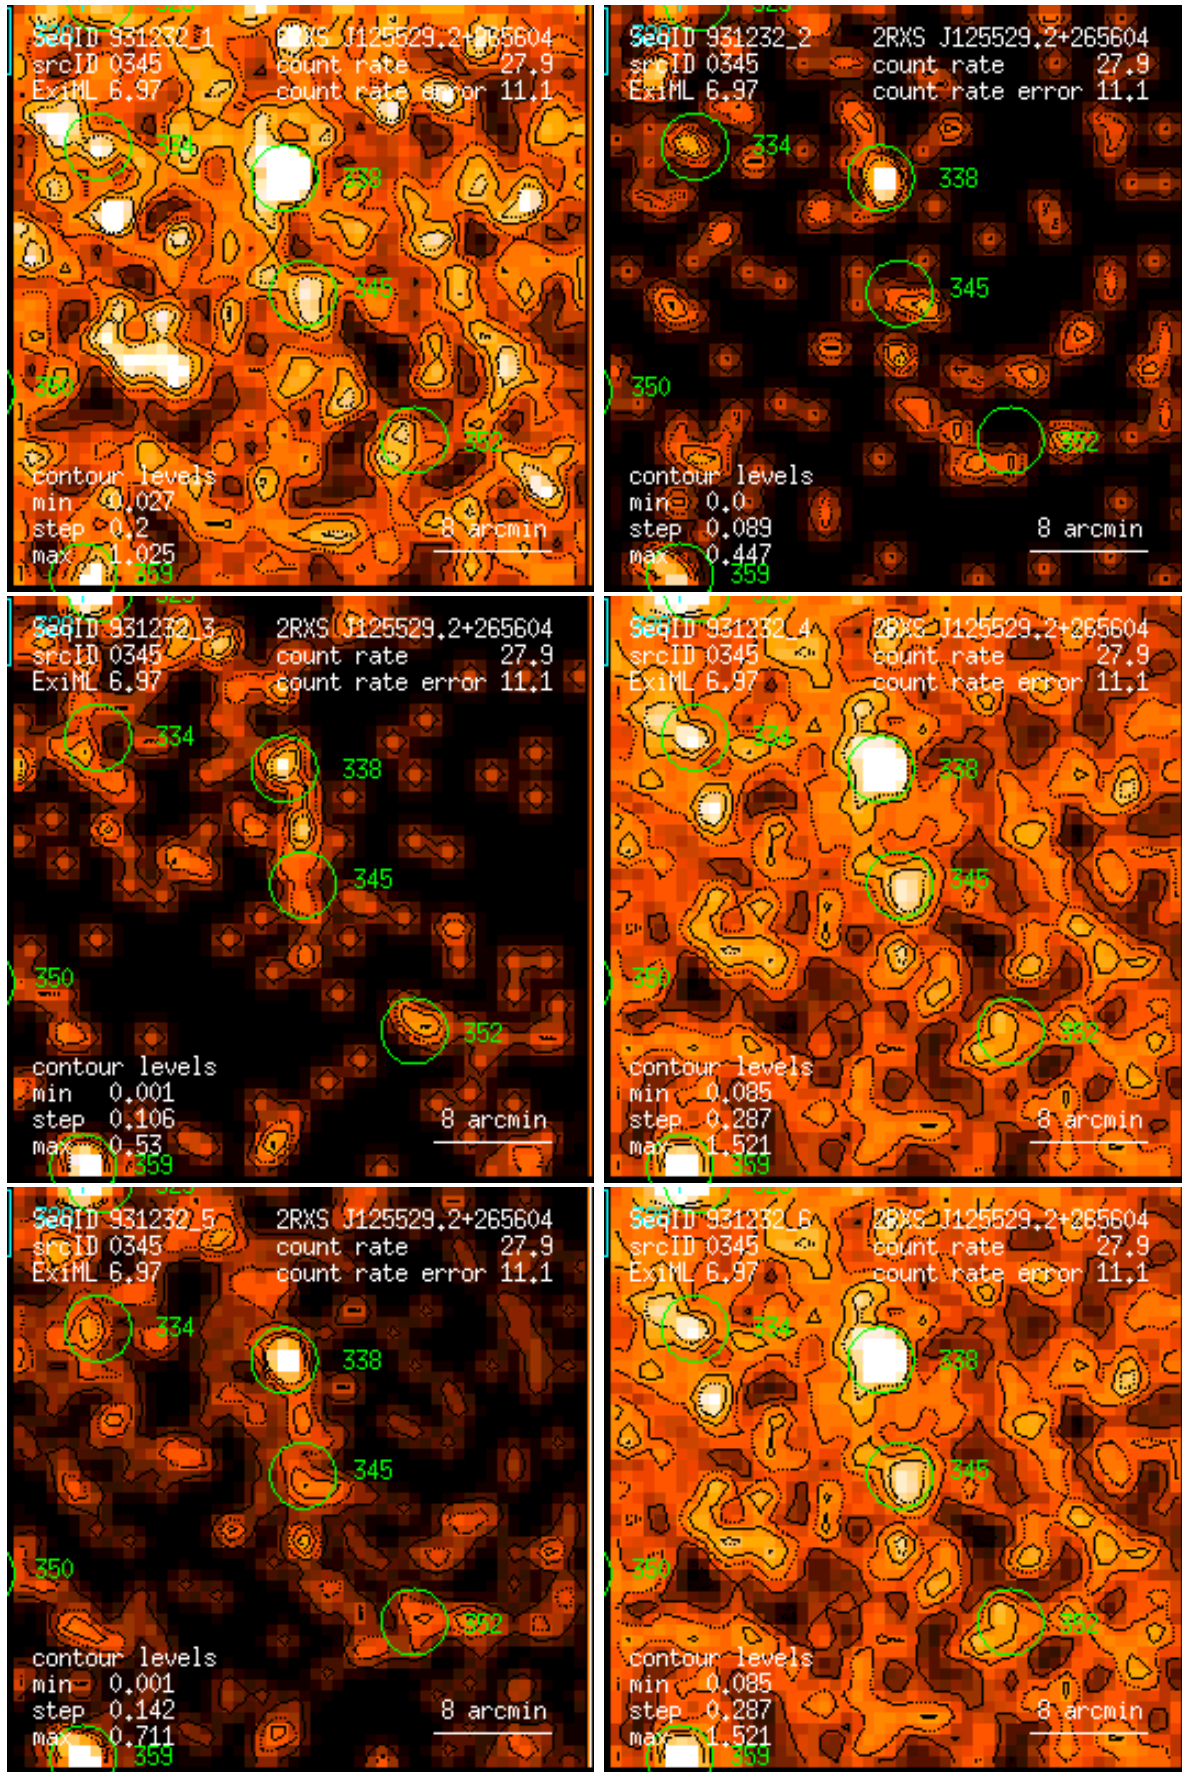 SeqID 931232_1 2RXS J125529.2+265604
srcID 0345 count rate 27.9
ExiML 6.97 count rate error 11.1
334
338
345
350
352
contour levels
min 0.027
step 0.2
max 1.025
8 arcmin
359
SeqID 931232_2 2RXS J125529.2+265604
srcID 0345 count rate 27.9
ExiML 6.97 count rate error 11.1
334
338
345
350
352
contour levels
min 0.0
step 0.089
max 0.447
8 arcmin
359
SeqID 931232_3 2RXS J125529.2+265604
srcID 0345 count rate 27.9
ExiML 6.97 count rate error 11.1
334
338
345
350
352
contour levels
min 0.001
step 0.106
max 0.53
8 arcmin
359
SeqID 931232_4 2RXS J125529.2+265604
srcID 0345 count rate 27.9
ExiML 6.97 count rate error 11.1
334
338
345
350
352
contour levels
min 0.085
step 0.287
max 1.521
8 arcmin
359
SeqID 931232_5 2RXS J125529.2+265604
srcID 0345 count rate 27.9
ExiML 6.97 count rate error 11.1
334
338
345
350
352
contour levels
min 0.001
step 0.142
max 0.711
8 arcmin
359
SeqID 931232_6 2RXS J125529.2+265604
srcID 0345 count rate 27.9
ExiML 6.97 count rate error 11.1
334
338
345
350
352
contour levels
min 0.085
step 0.287
max 1.521
8 arcmin
359